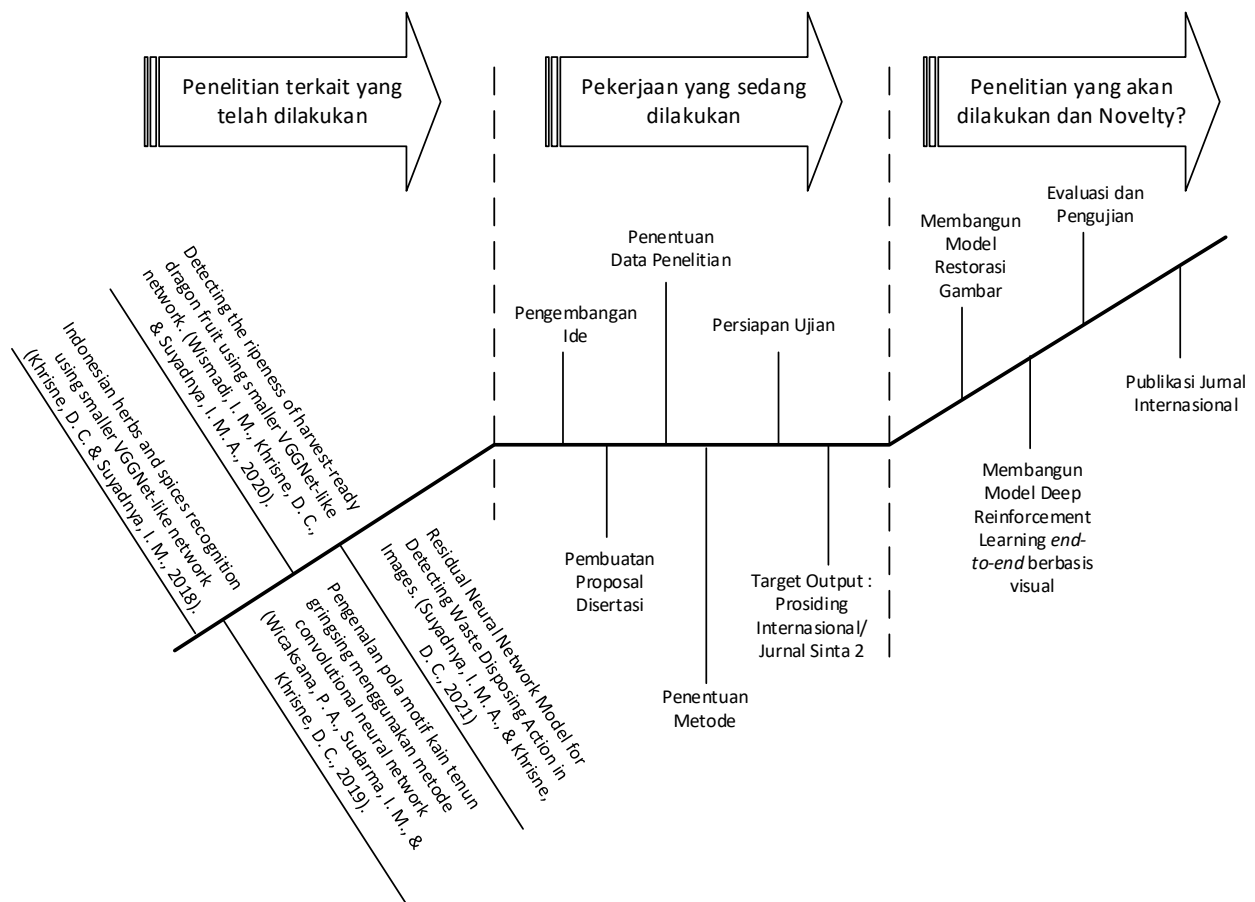 Penelitian terkait yang
telah dilakukan
Pekerjaan yang sedang
dilakukan
Penelitian yang akan
dilakukan dan Novelty?
Indonesian herbs and spices recognition
using smaller VGGNet-like network
(Khrisne, D. C. & Suyadnya, I. M., 2018).
Detecting the ripeness of harvest-ready
dragon fruit using smaller VGGNet-like
network. (Wismadi, I. M., Khrisne, D. C.,
& Suyadnya, I. M. A., 2020).
Pengenalan pola motif kain tenun
gringsing menggunakan metode
convolutional neural network
(Wicaksana, P. A., Sudarma, I. M., &
Khrisne, D. C., 2019).
Residual Neural Network Model for
Detecting Waste Disposing Action in
Images. (Suyadnya, I. M. A., & Khrisne,
D. C., 2021)
Pengembangan
Ide
Pembuatan
Proposal
Disertasi
Penentuan
Data Penelitian
Penentuan
Metode
Persiapan Ujian
Target Output :
Prosiding
Internasional/
Jurnal Sinta 2
Membangun
Model
Restorasi
Gambar
Membangun
Model Deep
Reinforcement
Learning end-
to-end berbasis
visual
Evaluasi dan
Pengujian
Publikasi Jurnal
Internasional